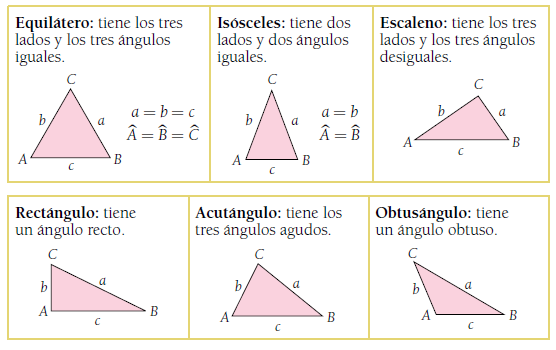 Equilátero: tiene los tres
lados y los tres ángulos
iguales.
C
b
a
a = b = c
Â = B̂ = Ĉ
A
B
c
Isósceles: tiene dos
lados y dos ángulos
iguales.
C
b
a
a = b
Â = B̂
A
B
c
Escaleno: tiene los tres
lados y los tres ángulos
desiguales.
C
b
a
A
B
c
Rectángulo: tiene
un ángulo recto.
C
a
b
A
B
c
Acutángulo: tiene los
tres ángulos agudos.
C
b
a
A
B
c
Obtusángulo: tiene
un ángulo obtuso.
C
a
b
A
B
c